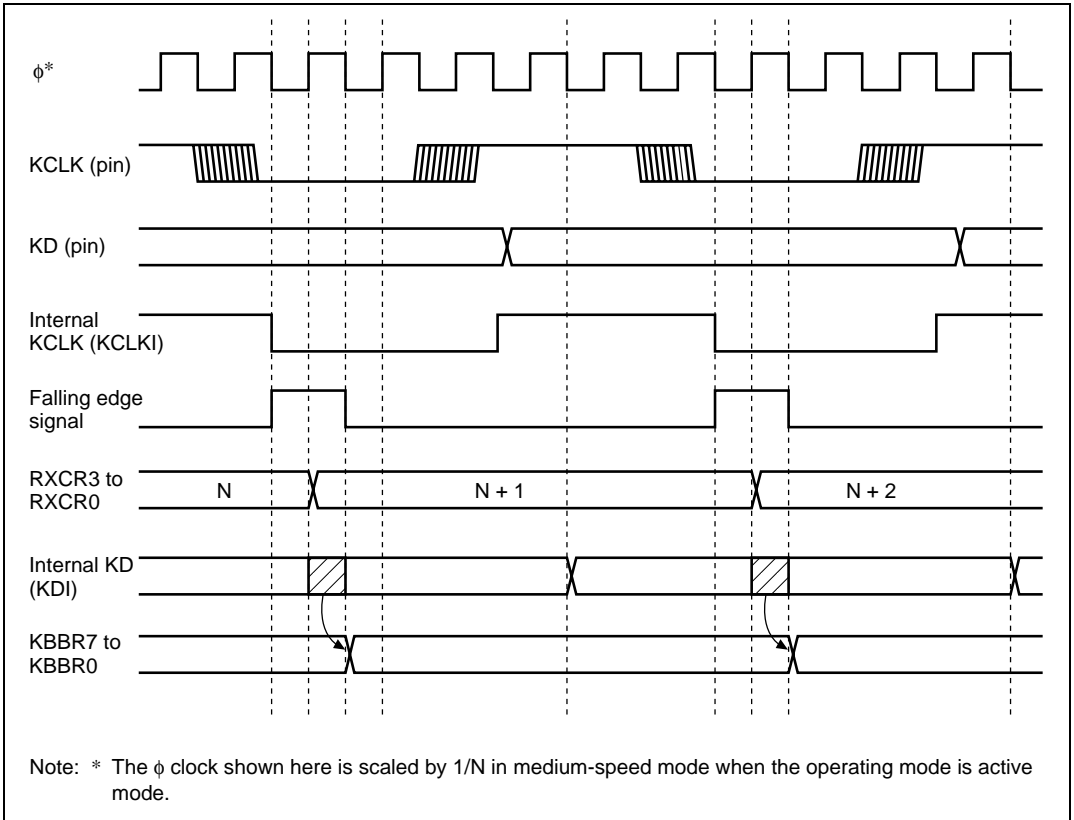 ϕ*
KCLK (pin)
KD (pin)
Internal
KCLK (KCLKI)
Falling edge
signal
RXCR3 to
RXCR0
N
N + 1
N + 2
Internal KD
(KDI)
KBBR7 to
KBBR0
Note: * The ϕ clock shown here is scaled by 1/N in medium-speed mode when the operating mode is active
mode.